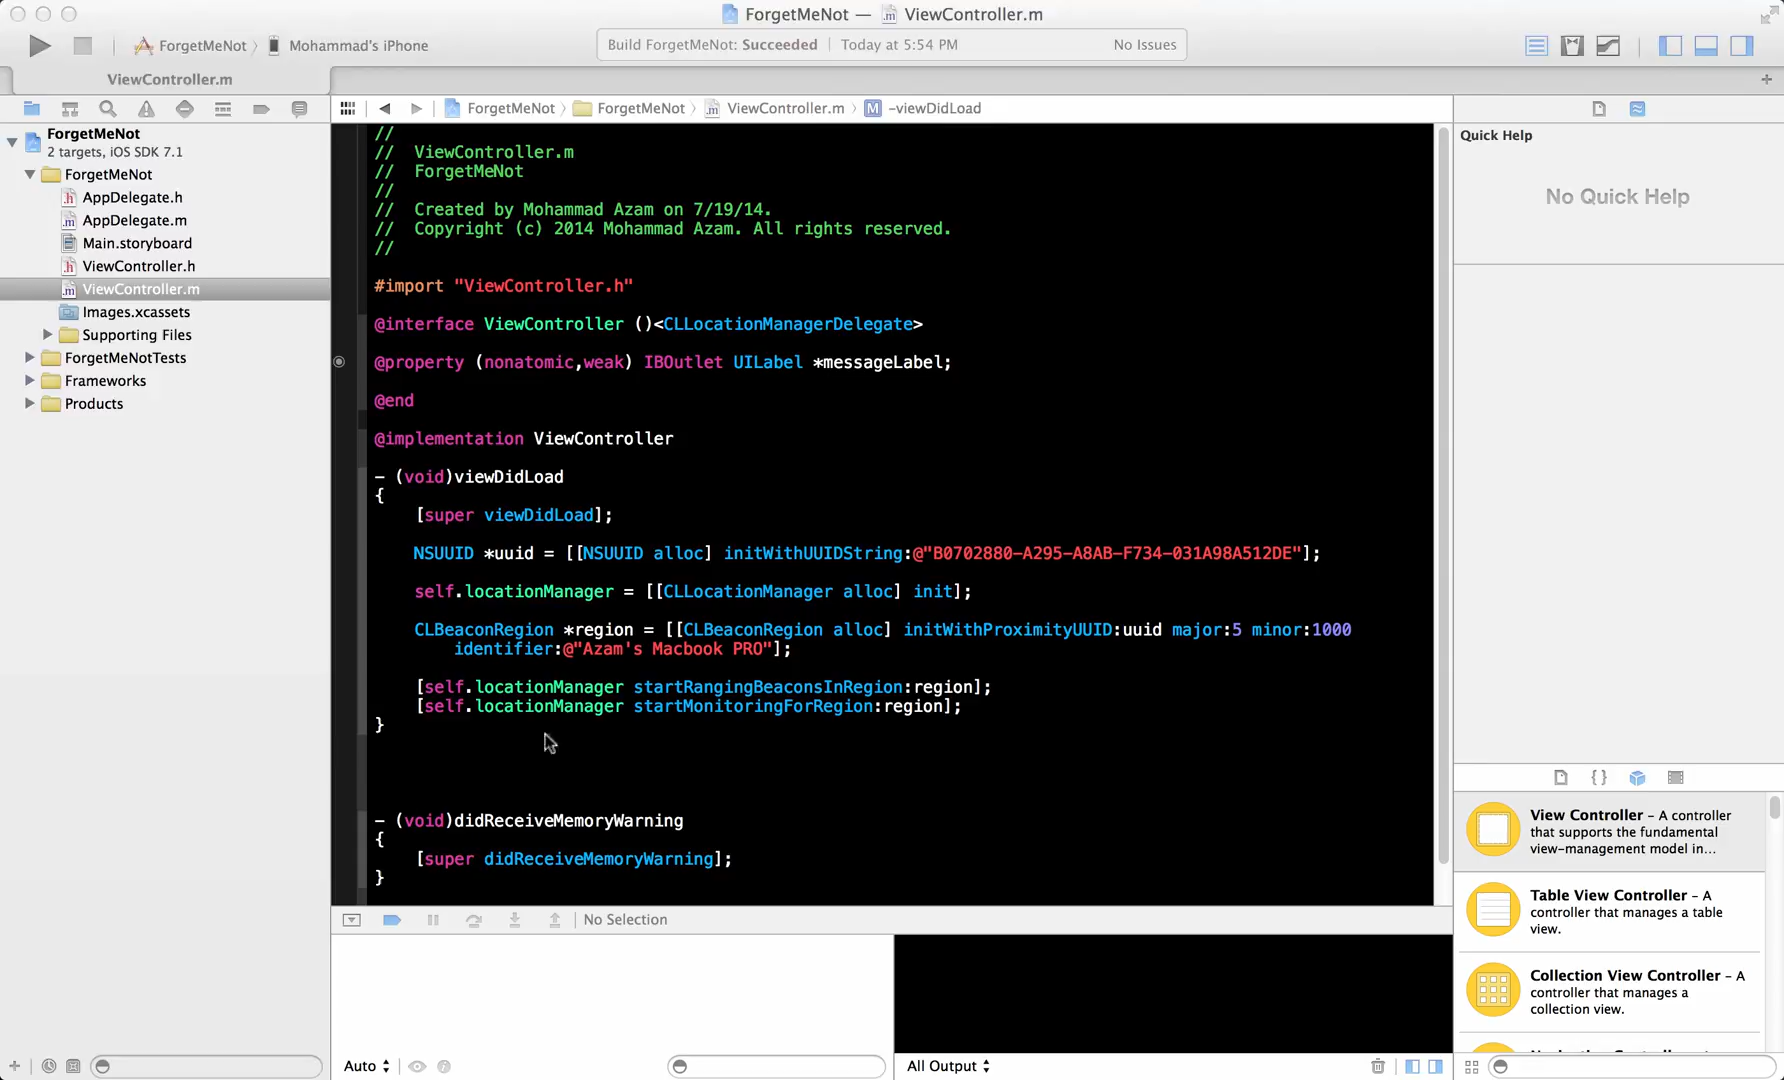 ForgetMeNot — ViewController.m
ForgetMeNot
Mohammad's iPhone
Build ForgetMeNot: Succeeded
Today at 5:54 PM
No Issues
ViewController.m
ForgetMeNot
2 targets, iOS SDK 7.1
ForgetMeNot
AppDelegate.h
AppDelegate.m
Main.storyboard
ViewController.h
ViewController.m
Images.xcassets
Supporting Files
ForgetMeNotTests
Frameworks
Products
ForgetMeNot
ForgetMeNot
ViewController.m
M -viewDidLoad
//
// ViewController.m
// ForgetMeNot
//
// Created by Mohammad Azam on 7/19/14.
// Copyright (c) 2014 Mohammad Azam. All rights reserved.
//
#import "ViewController.h"
@interface ViewController ()<CLLocationManagerDelegate>
@property (nonatomic,weak) IBOutlet UILabel *messageLabel;
@end
@implementation ViewController
- (void)viewDidLoad
{
[super viewDidLoad];
NSUUID *uuid = [[NSUUID alloc] initWithUUIDString:@"B0702880-A295-A8AB-F734-031A98A512DE"];
self.locationManager = [[CLLocationManager alloc] init];
CLBeaconRegion *region = [[CLBeaconRegion alloc] initWithProximityUUID:uuid major:5 minor:1000
identifier:@"Azam's Macbook PRO"];
[self.locationManager startRangingBeaconsInRegion:region];
[self.locationManager startMonitoringForRegion:region];
}
- (void)didReceiveMemoryWarning
{
[super didReceiveMemoryWarning];
}
No Selection
Auto
All Output
Quick Help
No Quick Help
View Controller - A controller
that supports the fundamental
view-management model in...
Table View Controller - A
controller that manages a table
view.
Collection View Controller - A
controller that manages a
collection view.